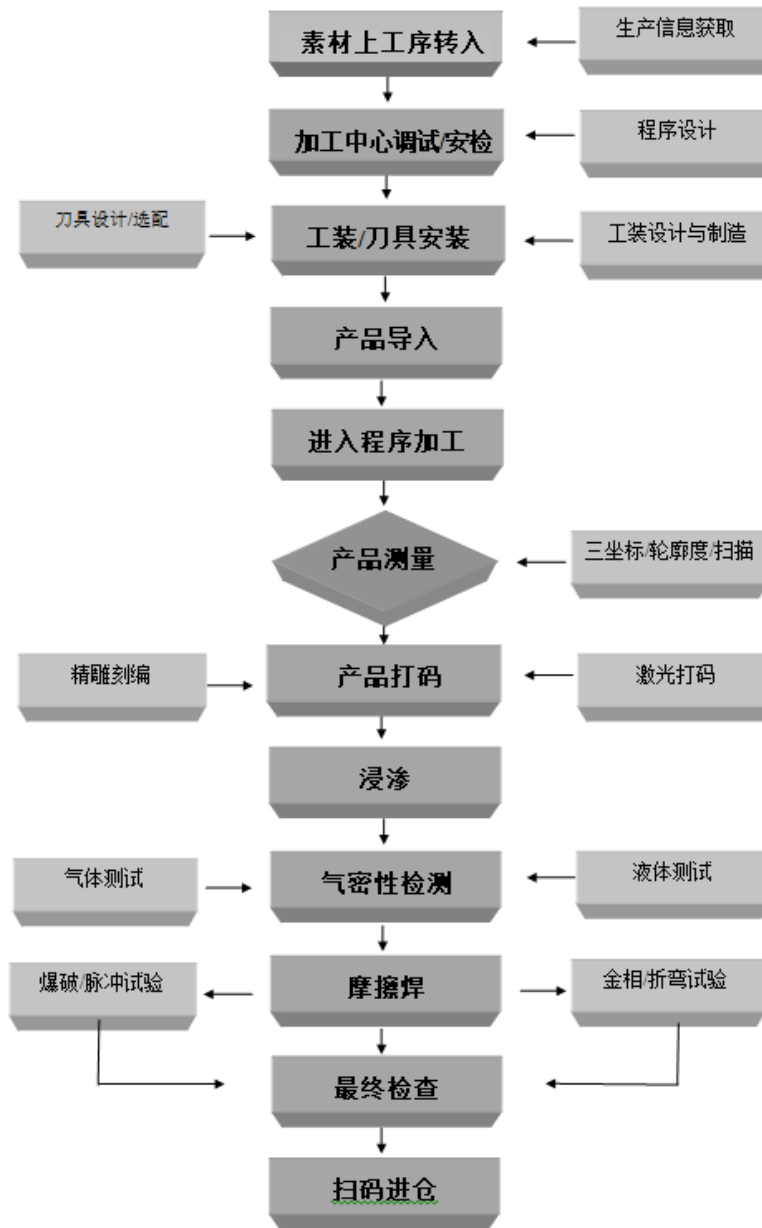 素材上工序转入
生产信息获取
加工中心调试/安检
程序设计
刀具设计/选配
工装/刀具安装
工装设计与制造
产品导入
进入程序加工
产品测量
三坐标/轮廓度/扫描
精雕刻编
产品打码
激光打码
浸渗
气体测试
气密性检测
液体测试
爆破/脉冲试验
摩擦焊
金相/折弯试验
最终检查
扫码进仓